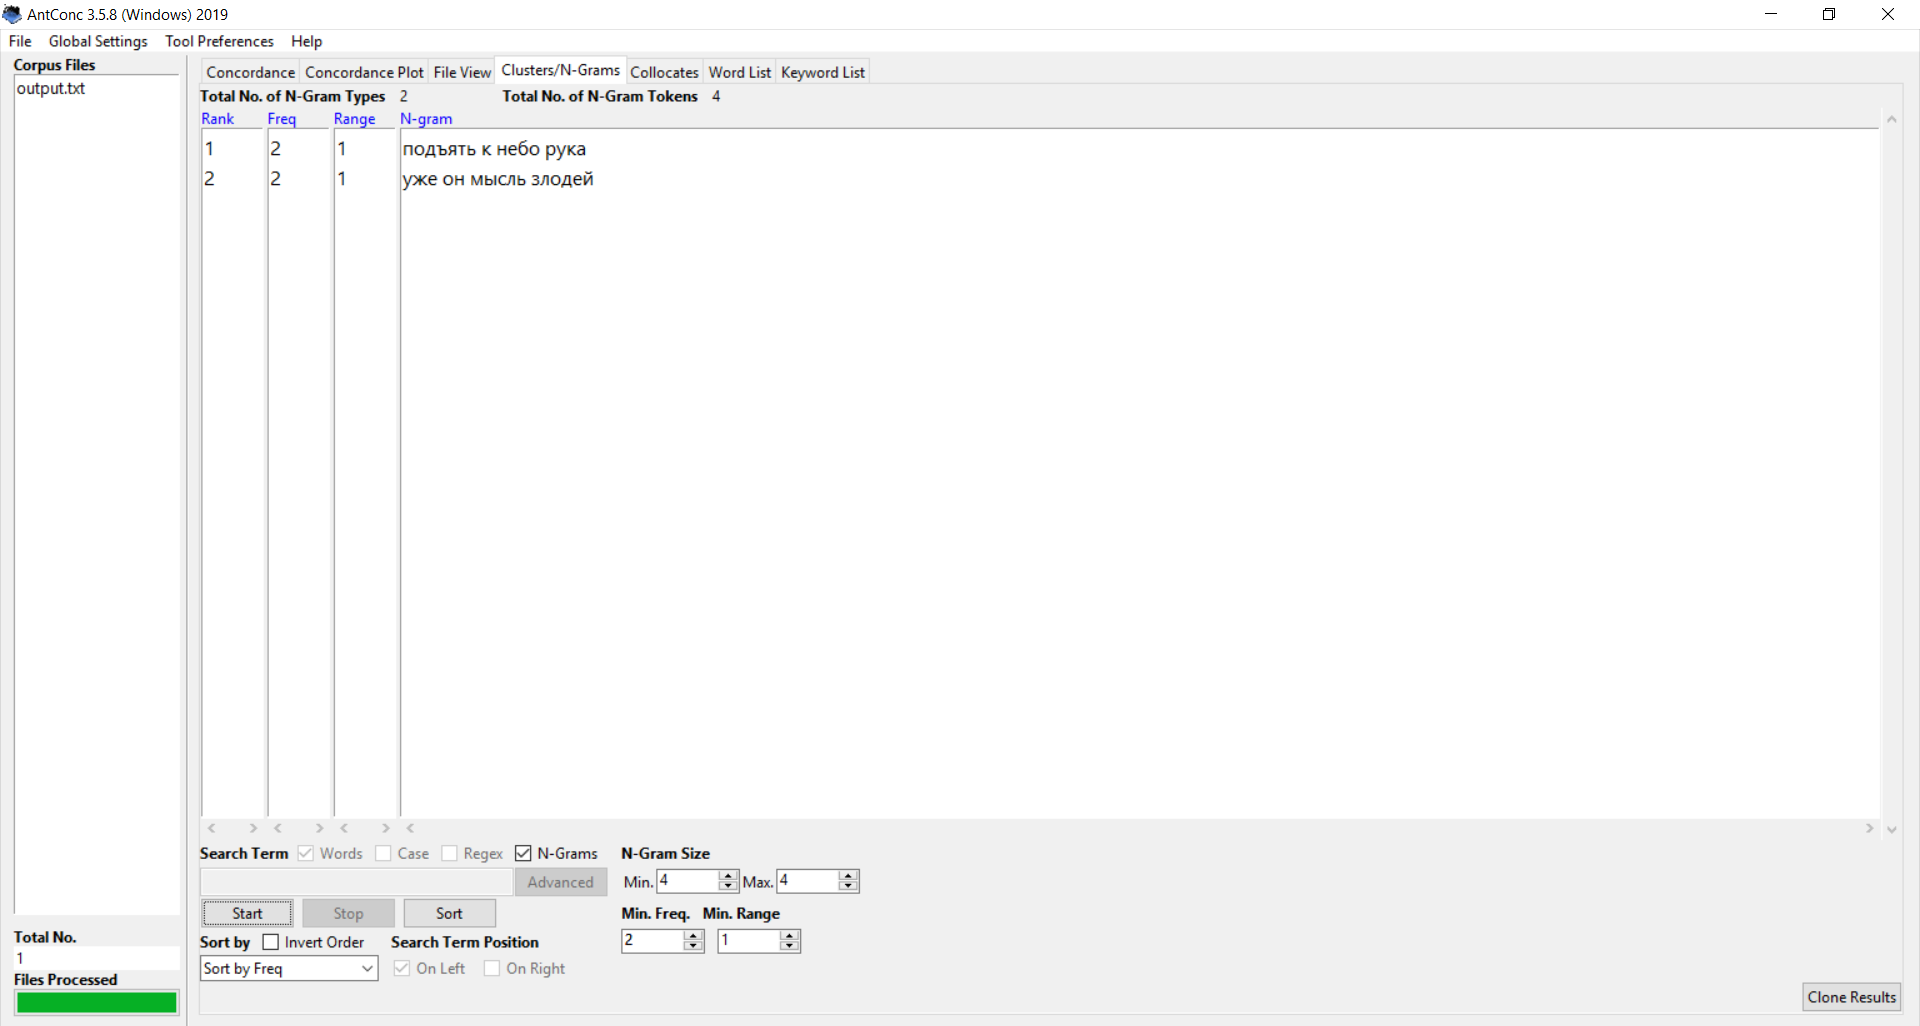 AntConc 3.5.8 (Windows) 2019
File Global Settings Tool Preferences Help
Corpus Files
output.txt
Concordance Concordance Plot File View Clusters/N-Grams Collocates Word List Keyword List
Total No. of N-Gram Types 2 Total No. of N-Gram Tokens 4
Rank Freq Range N-gram
1 2 1 подъять к небо рука
2 2 1 уже он мысль злодей
Search Term Words Case Regex N-Grams N-Gram Size
Advanced Min. 4 Max. 4
Start Stop Sort Min. Freq. Min. Range
Sort by Invert Order Search Term Position 2 1
Sort by Freq On Left On Right
Total No.
1
Files Processed
Clone Results